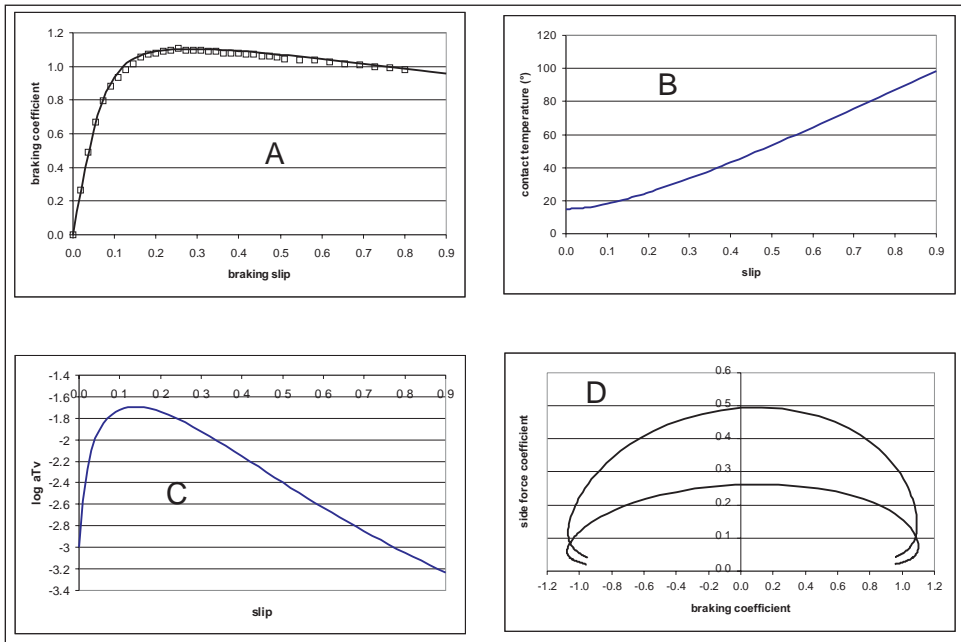 1.2
1.0
0.8
0.6
0.4
0.2
0.0
0.0 0.1 0.2 0.3 0.4 0.5 0.6 0.7 0.8 0.9
braking slip
braking coefficient
A
120
100
80
60
40
20
0
0.0 0.1 0.2 0.3 0.4 0.5 0.6 0.7 0.8 0.9
slip
contact temperature (°)
B
-1.4
-1.6
-1.8
-2
-2.2
-2.4
-2.6
-2.8
-3
-3.2
-3.4
0.0 0.1 0.2 0.3 0.4 0.5 0.6 0.7 0.8 0.9
slip
log aTv
C
0.6
0.5
0.4
0.3
0.2
0.1
0.0
-1.2 -1.0 -0.8 -0.6 -0.4 -0.2 0.0 0.2 0.4 0.6 0.8 1.0 1.2
braking coefficient
side force coefficient
D